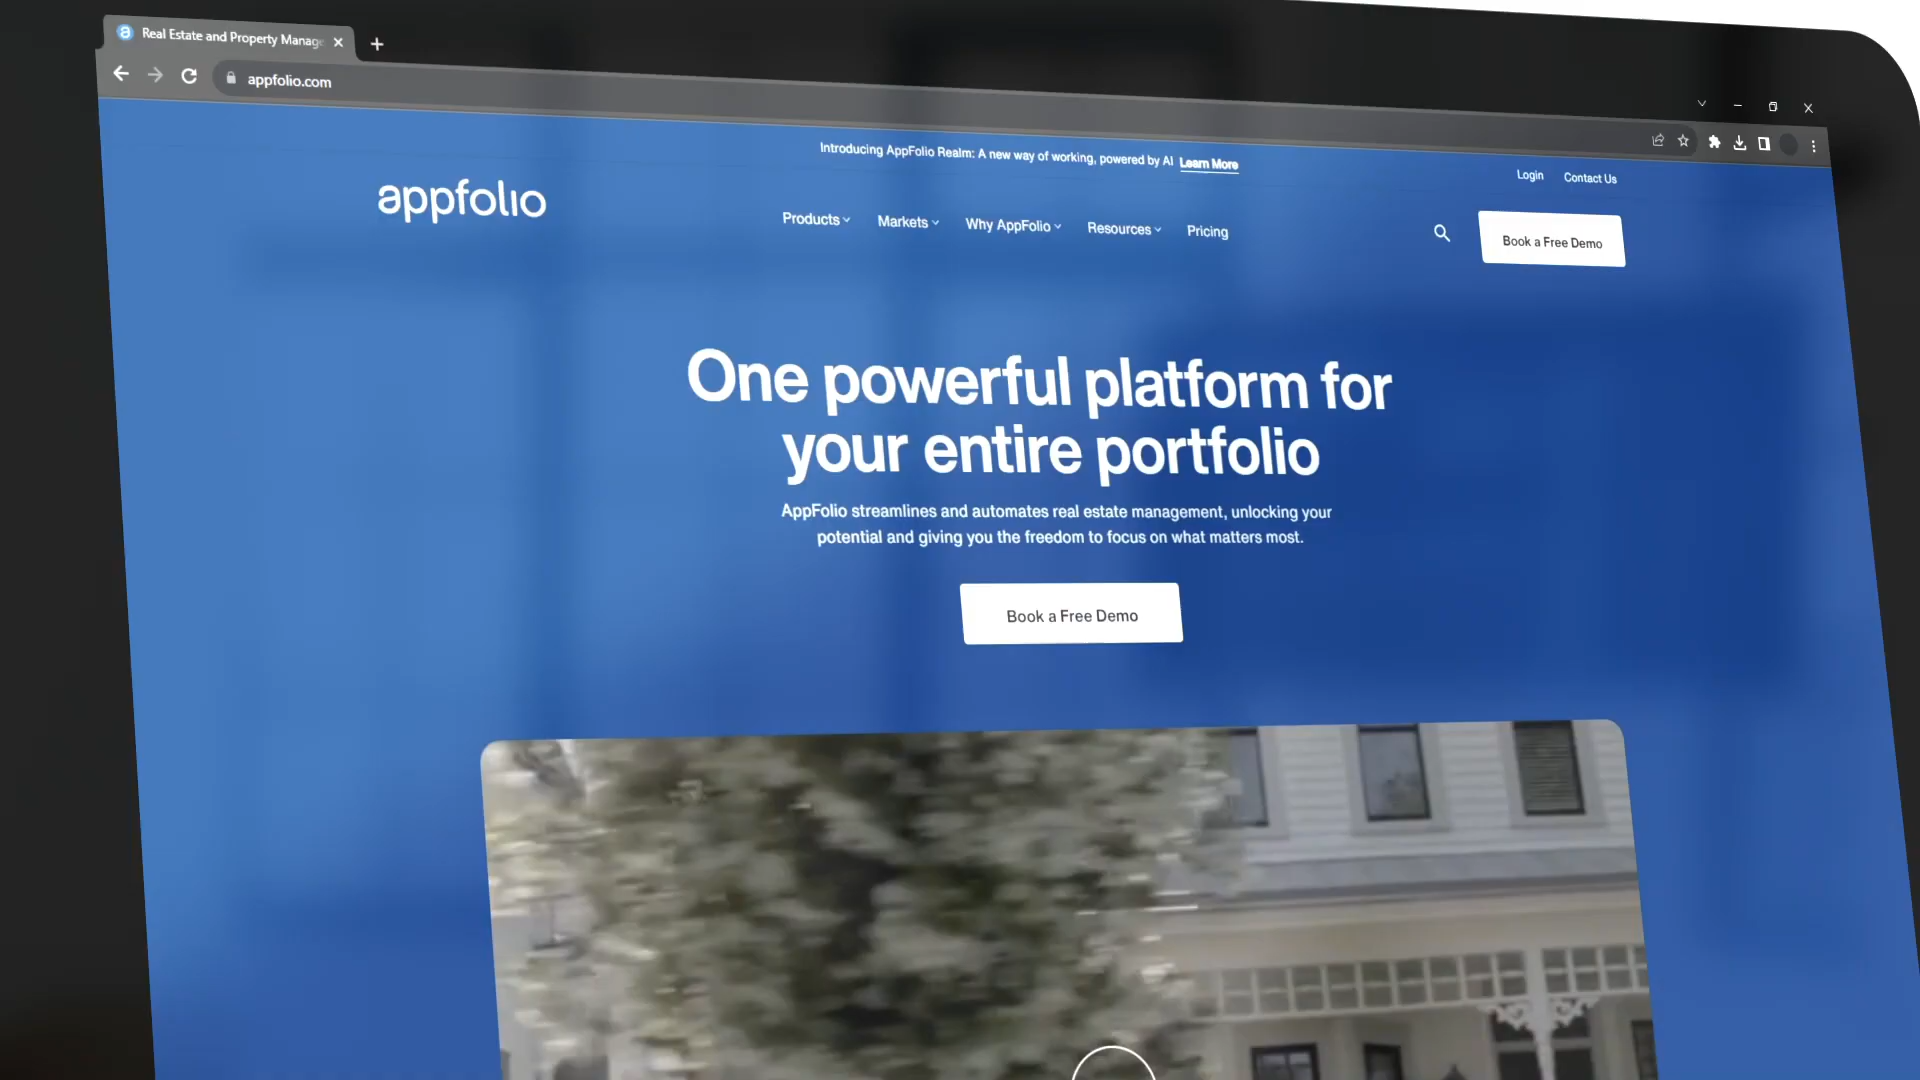 Real Estate and Property Manag
appfolio.com
Introducing AppFolio Realm: A new way of working, powered by AI Learn More
Login Contact Us
appfolio
Products Markets Why AppFolio Resources Pricing
Book a Free Demo
One powerful platform for
your entire portfolio
AppFolio streamlines and automates real estate management, unlocking your
potential and giving you the freedom to focus on what matters most.
Book a Free Demo